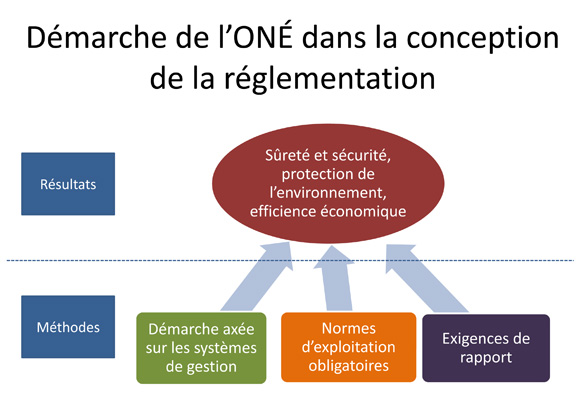 Démarche de l’ONÉ dans la conception
de la réglementation
Résultats
Sûreté et sécurité,
protection de
l’environnement,
efficience économique
Méthodes
Démarche axée
sur les systèmes
de gestion
Normes
d’exploitation
obligatoires
Exigences de
rapport